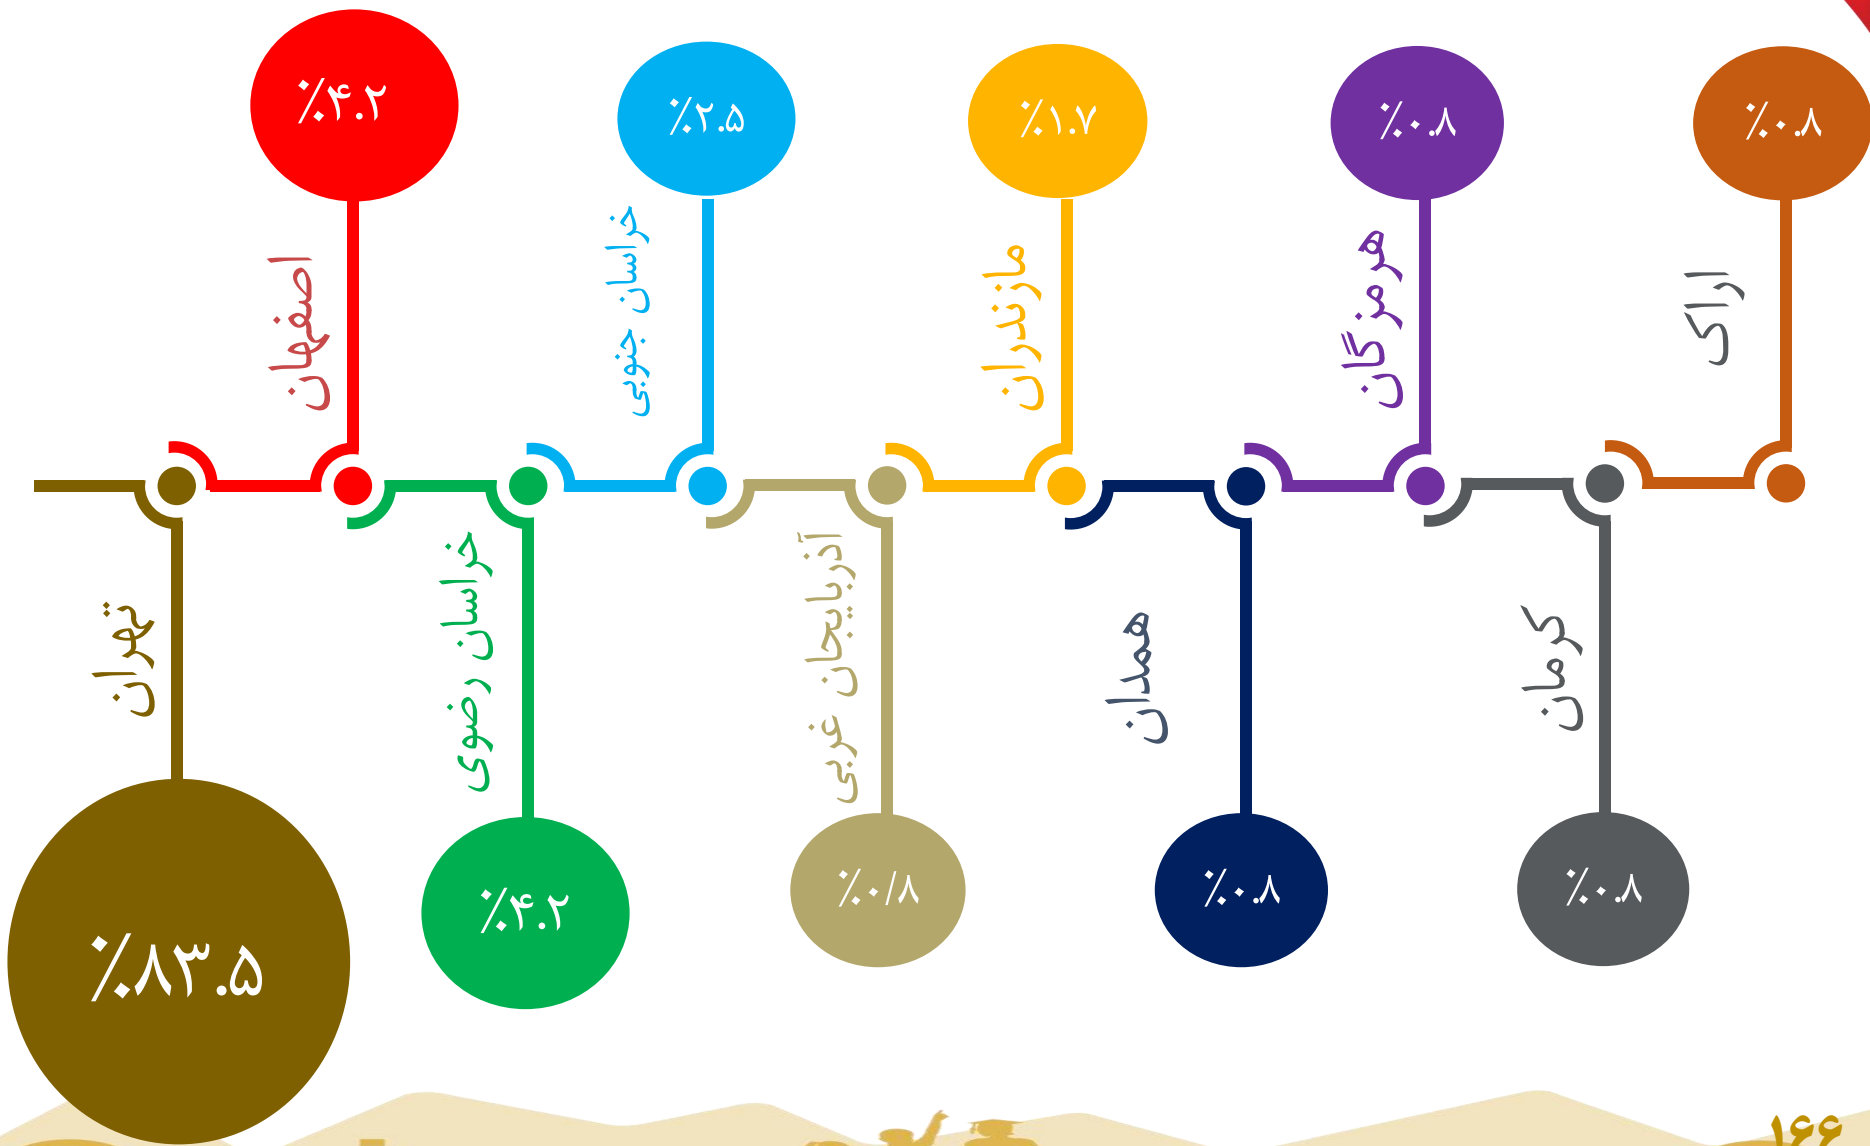 ٪۴.۲
٪۲.۵
٪۱.۷
٪۰.۸
٪۰.۸
اصفهان
خراسان جنوبی
مازندران
هرمزگان
اراک
تهران
خراسان رضوی
آذربایجان غربی
همدان
کرمان
٪۸۳.۵
٪۴.۲
٪۰/۸
٪۰.۸
٪۰.۸
۱۶۶